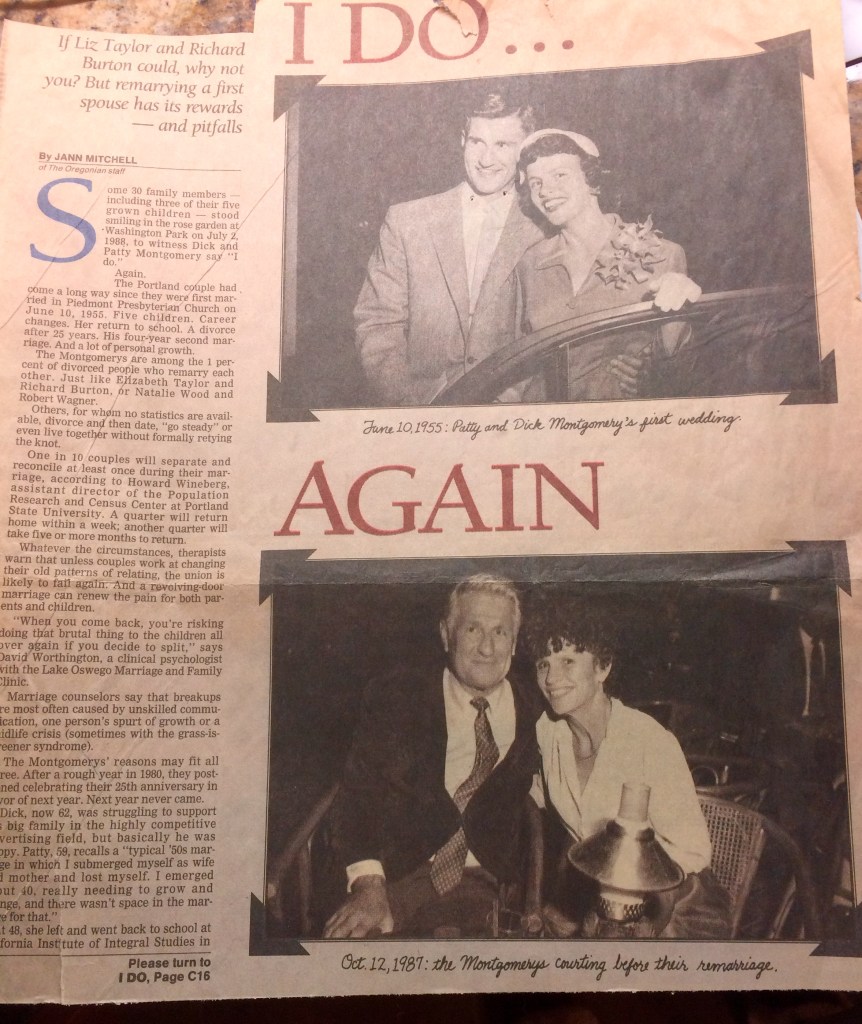 I DO...
If Liz Taylor and Richard
Burton could, why not
you? But remarrying a first
spouse has its rewards
— and pitfalls
By JANN MITCHELL
of The Oregonian staff
Some 30 family members —
including three of their five
grown children — stood
smiling in the rose garden at
Washington Park on July 2,
1988, to witness Dick and
Patty Montgomery say "I
do."
Again.
The Portland couple had
come a long way since they were first mar-
ried in Piedmont Presbyterian Church on
June 10, 1955. Five children. Career
changes. Her return to school. A divorce
after 25 years. His four-year second mar-
riage. And a lot of personal growth.
The Montgomerys are among the 1 per-
cent of divorced people who remarry each
other. Just like Elizabeth Taylor and
Richard Burton, or Natalie Wood and
Robert Wagner.
Others, for whom no statistics are avail-
able, divorce and then date, "go steady" or
even live together without formally retying
the knot.
One in 10 couples will separate and
reconcile at least once during their mar-
riage, according to Howard Wineberg,
assistant director of the Population
Research and Census Center at Portland
State University. A quarter will return
home within a week; another quarter will
take five or more months to return.
Whatever the circumstances, therapists
warn that unless couples work at changing
their old patterns of relating, the union is
likely to fail again. And a revolving-door
marriage can renew the pain for both par-
ents and children.
"When you come back, you're risking
doing that brutal thing to the children all
over again if you decide to split," says
David Worthington, a clinical psychologist
with the Lake Oswego Marriage and Family
Clinic.
Marriage counselors say that breakups
re most often caused by unskilled commu-
ication, one person's spurt of growth or a
idlife crisis (sometimes with the grass-is-
reener syndrome).
The Montgomerys' reasons may fit all
ree. After a rough year in 1980, they post-
ned celebrating their 25th anniversary in
vor of next year. Next year never came.
Dick, now 62, was struggling to support
s big family in the highly competitive
vertising field, but basically he was
ppy. Patty, 59, recalls a "typical '50s mar-
ge in which I submerged myself as wife
d mother and lost myself. I emerged
out 40, really needing to grow and
nge, and there wasn't space in the mar-
e for that."
t 48, she left and went back to school at
fornia Institute of Integral Studies in
Please turn to
I DO, Page C16
June 10, 1955: Patty and Dick Montgomery's first wedding.
AGAIN
Oct. 12, 1987: the Montgomerys courting before their remarriage.